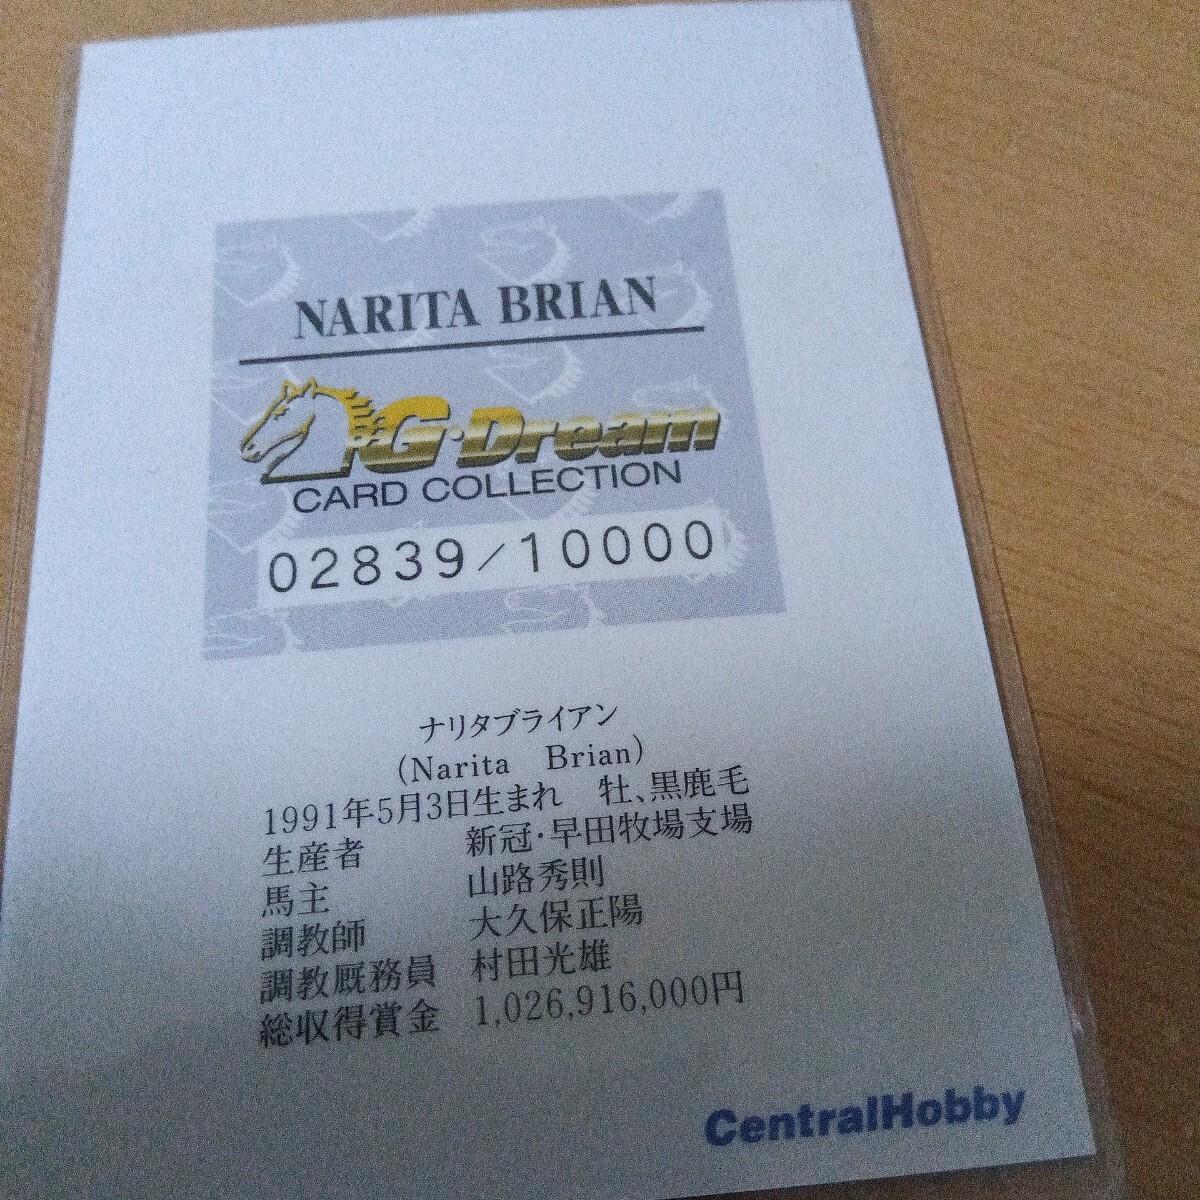 NARITA BRIAN
G·Dream
CARD COLLECTION
02839/10000
ナリタブライアン
(Narita Brian)
1991年5月3日生まれ 牡、黒鹿毛
生産者 新冠・早田牧場支場
馬主 山路秀則
調教師 大久保正陽
調教厩務員 村田光雄
総収得賞金 1,026,916,000円
CentralHobby